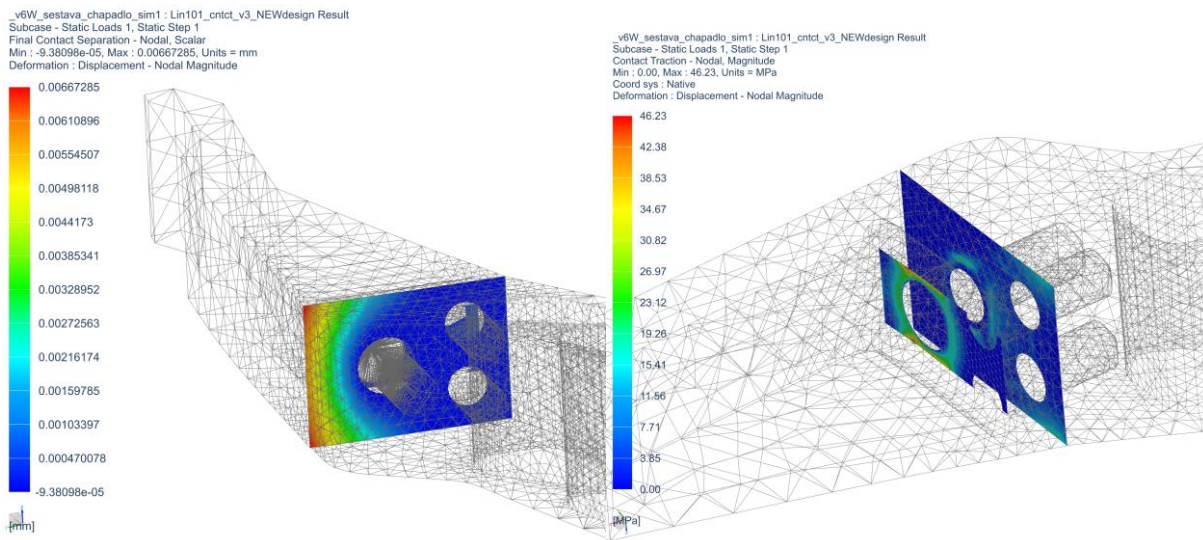 _v6W_sestava_chapadlo_sim1 : Lin101_cntct_v3_NEWdesign Result
Subcase - Static Loads 1, Static Step 1
Final Contact Separation - Nodal, Scalar
Min : -9.38098e-05, Max : 0.00667285, Units = mm
Deformation : Displacement - Nodal Magnitude
0.00667285
0.00610896
0.00554507
0.00498118
0.0044173
0.00385341
0.00328952
0.00272563
0.00216174
0.00159785
0.00103397
0.000470078
-9.38098e-05
[mm]
_v6W_sestava_chapadlo_sim1 : Lin101_cntct_v3_NEWdesign Result
Subcase - Static Loads 1, Static Step 1
Contact Traction - Nodal, Magnitude
Min : 0.00, Max : 46.23, Units = MPa
Coord sys : Native
Deformation : Displacement - Nodal Magnitude
46.23
42.38
38.53
34.67
30.82
26.97
23.12
19.26
15.41
11.56
7.71
3.85
0.00
[MPa]